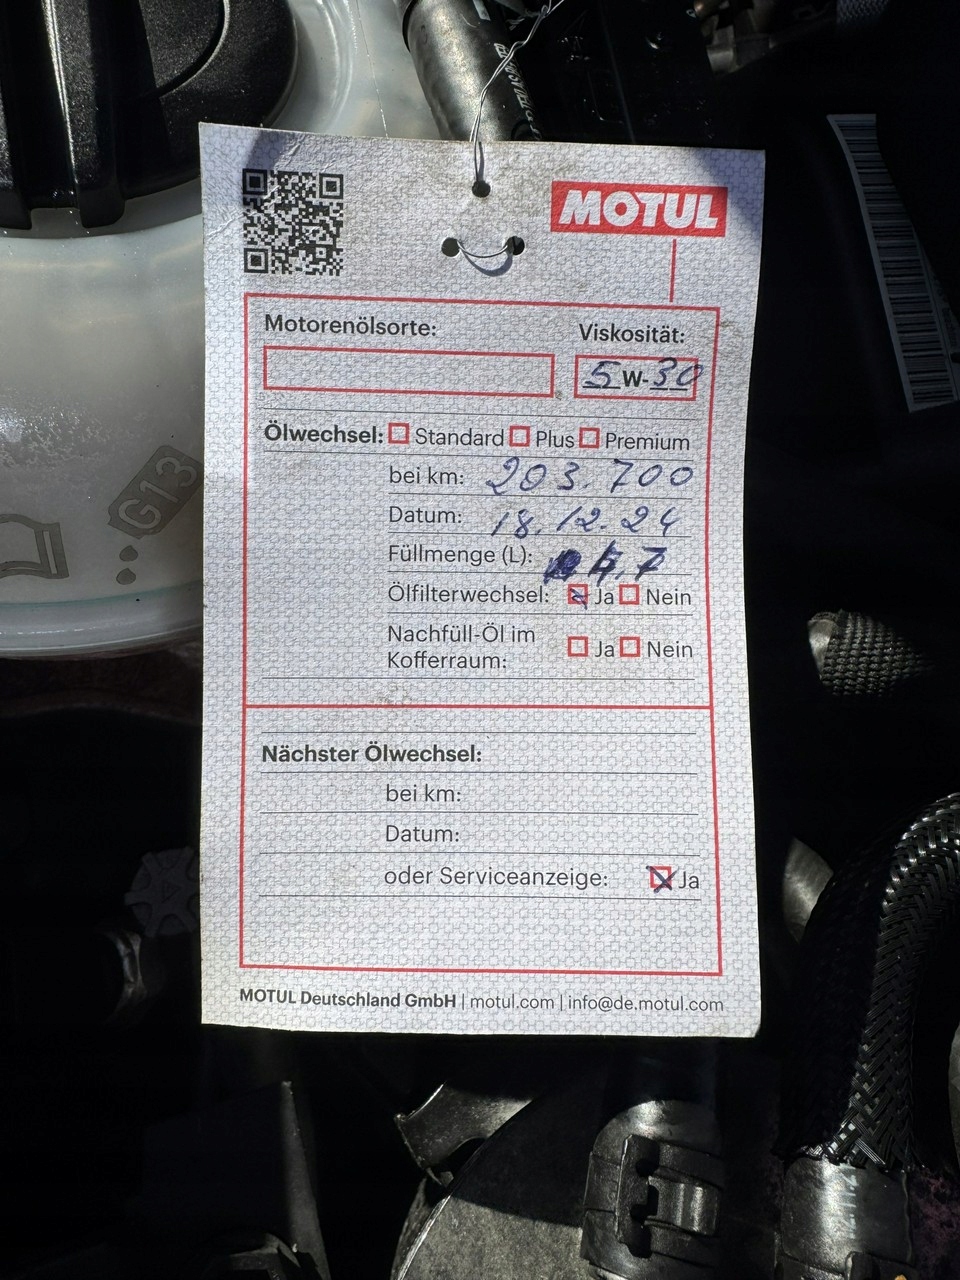 MOTUL
Motorenölsorte: Viskosität:
5 W-30
Ölwechsel: Standard Plus Premium
bei km: 203.700
Datum: 18.12.24
Füllmenge (L):
Ölfilterwechsel: Ja Nein
Nachfüll-Öl im
Kofferraum: Ja Nein
Nächster Ölwechsel:
bei km:
Datum:
oder Serviceanzeige: Ja
MOTUL Deutschland GmbH | motul.com | info@de.motul.com
G13